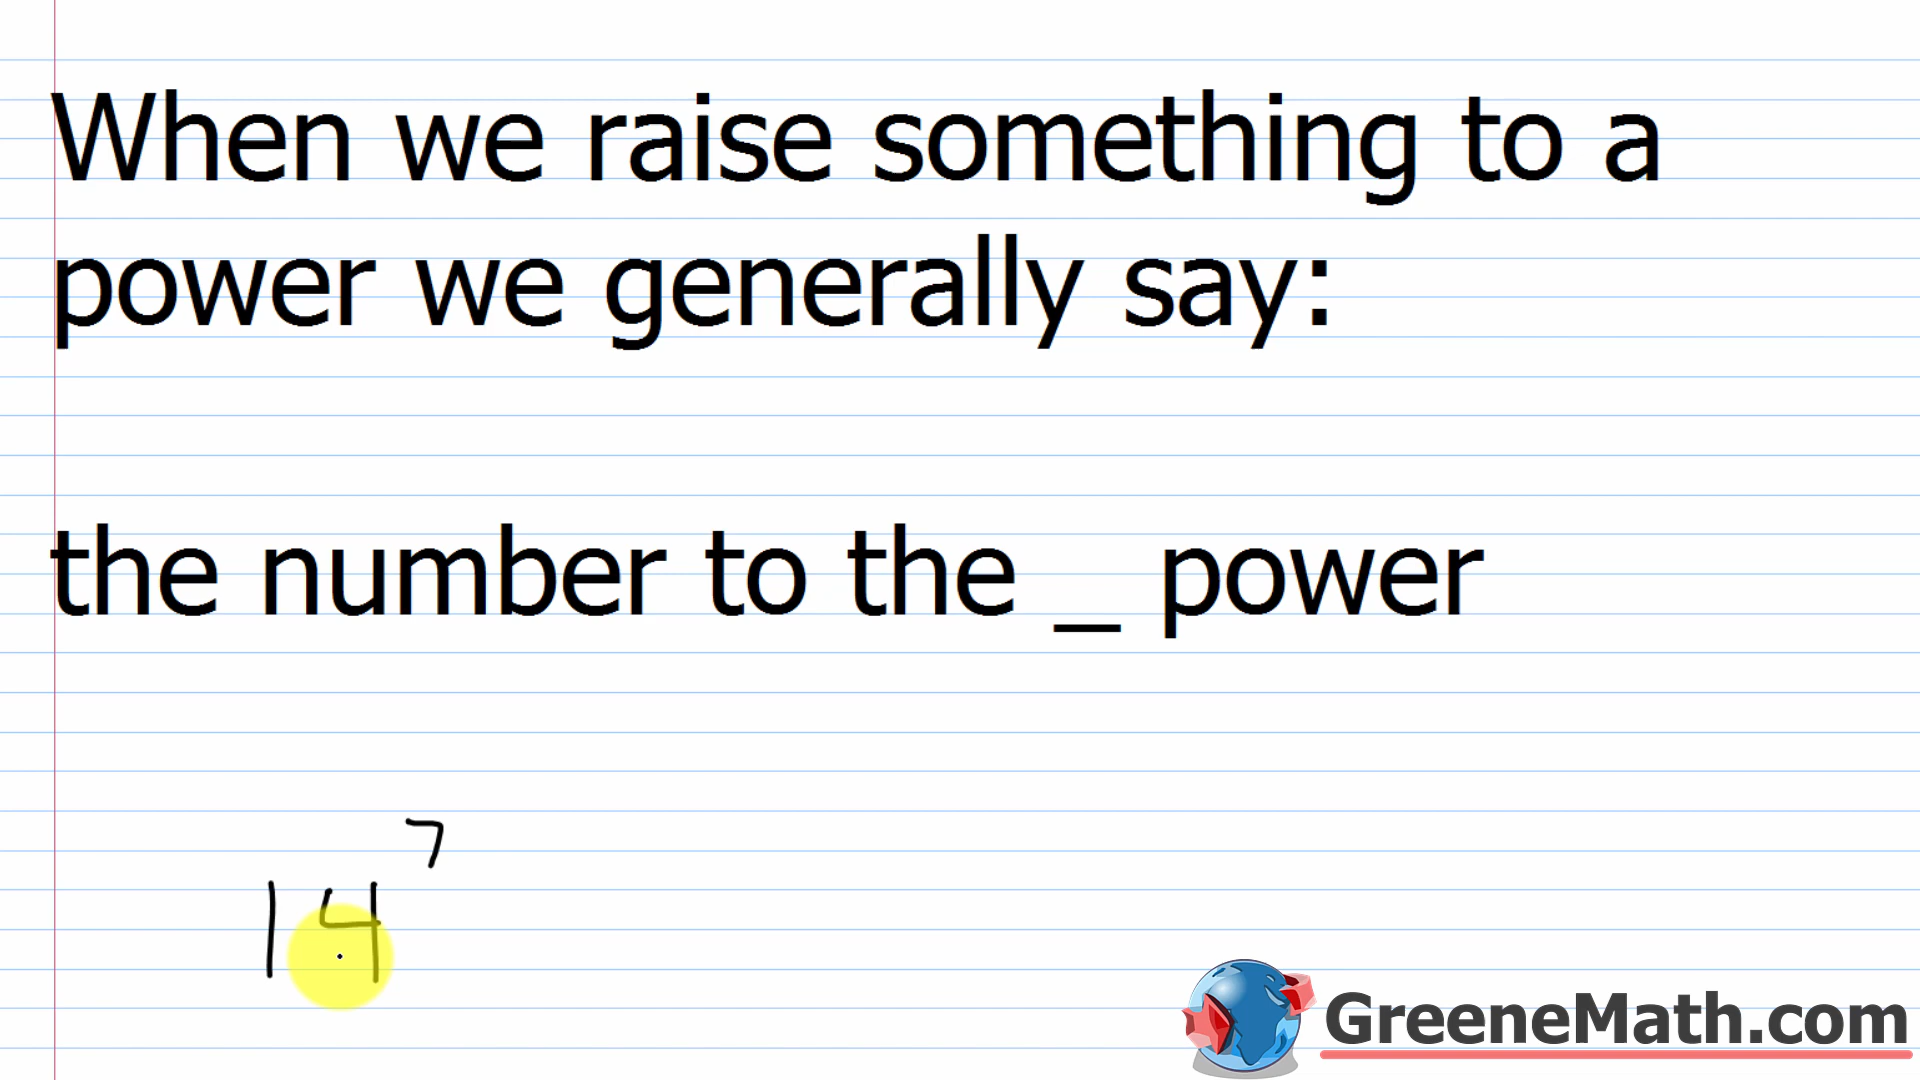 When we raise something to a
power we generally say:
the number to the _ power
14⁷
GreeneMath.com